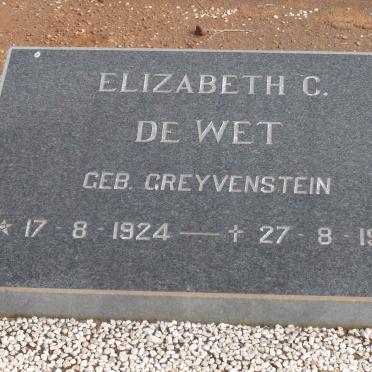 ELIZABETH C.
DE WET
GEB. GREYVENSTEIN
* 17 - 8 - 1924 — † 27 - 8 -